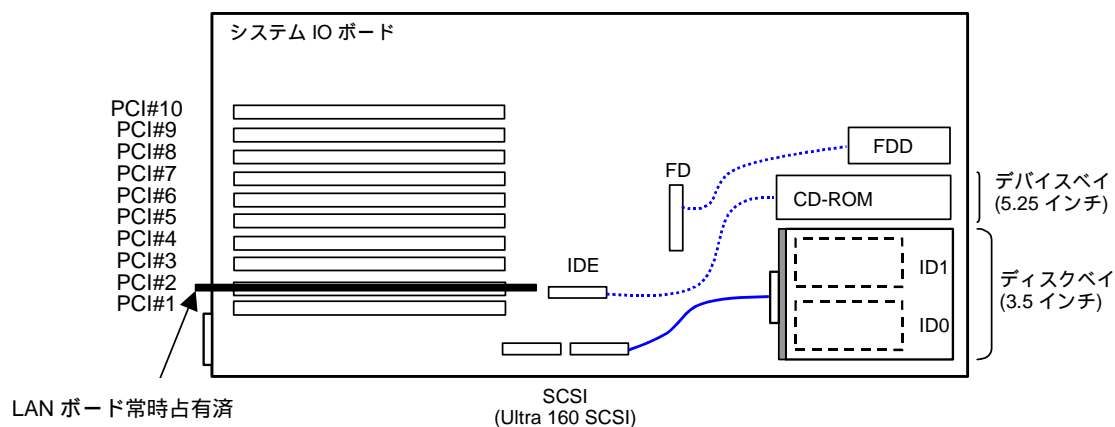 システム IO ボード
PCI#10
PCI#9
PCI#8
PCI#7
PCI#6
PCI#5
PCI#4
PCI#3
PCI#2
PCI#1
LAN ボード常時占有済
FD
IDE
SCSI
(Ultra 160 SCSI)
FDD
CD-ROM
ID1
ID0
デバイスベイ
(5.25 インチ)
ディスクベイ
(3.5 インチ)